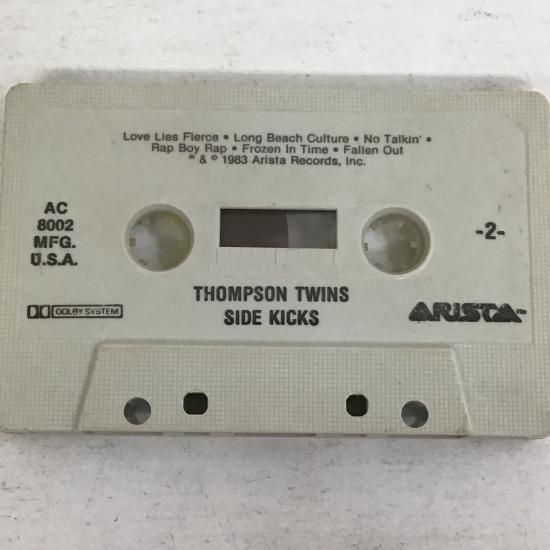 Love Lies Fierce • Long Beach Culture • No Talkin' •
Rap Boy Rap • Frozen In Time • Fallen Out
℗ & © 1983 Arista Records, Inc.
AC
8002
MFG.
U.S.A.
-2-
THOMPSON TWINS
SIDE KICKS
DOLBY SYSTEM
ARISTA